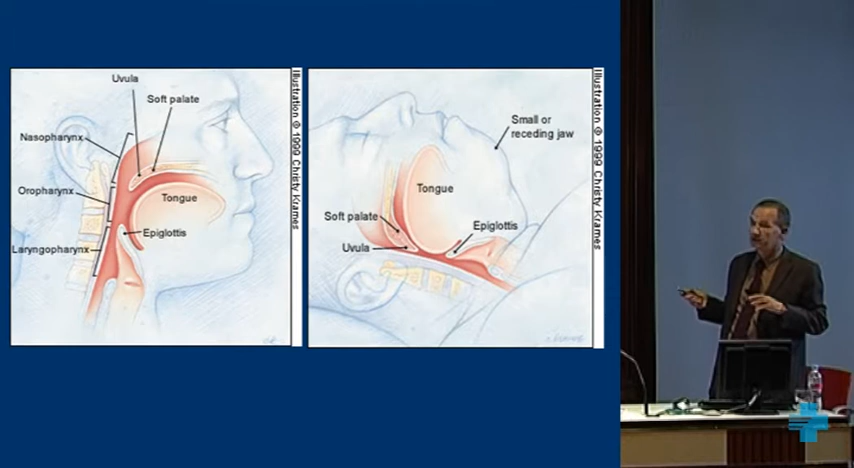 Uvula
Soft palate
Nasopharynx
Oropharynx
Tongue
Epiglottis
Laryngopharynx
Illustration © 1999 Christy Krames
Small or
receding jaw
Tongue
Soft palate
Epiglottis
Uvula
Illustration © 1999 Christy Krames